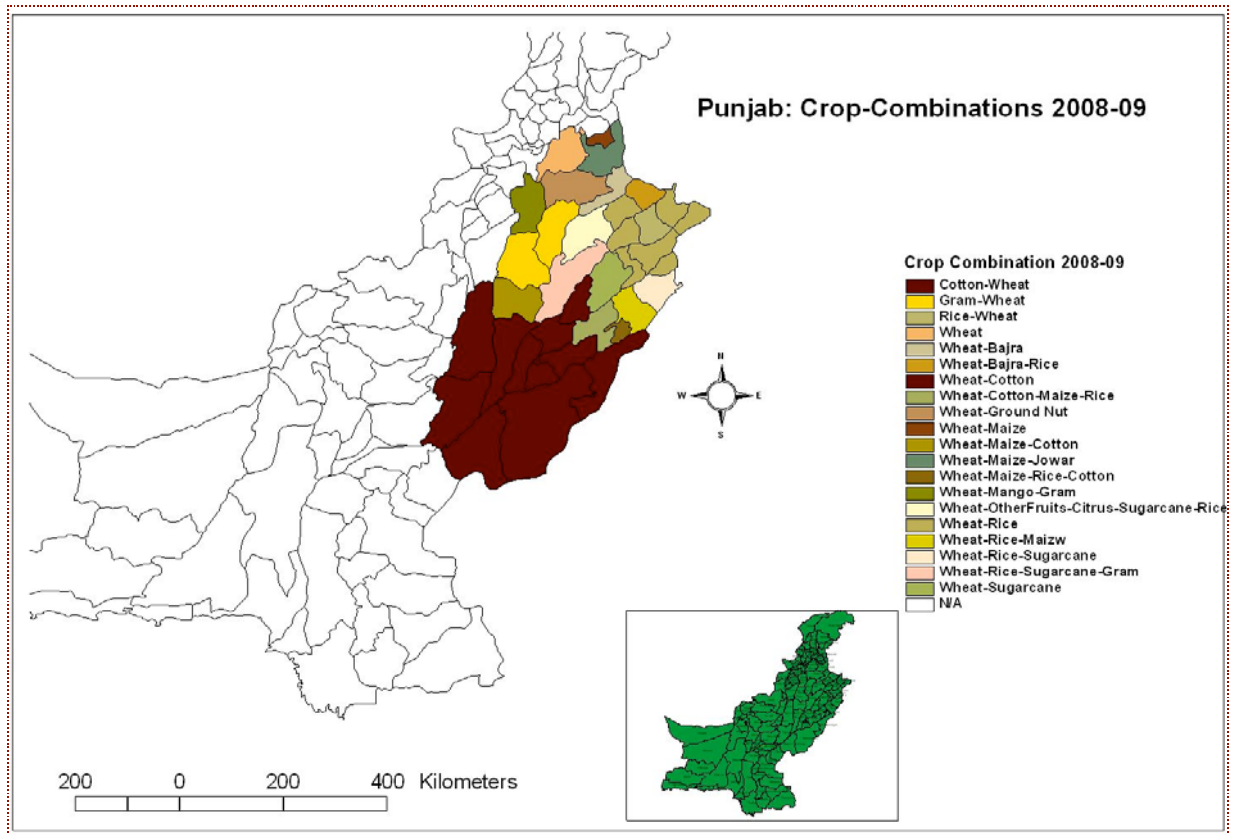 Punjab: Crop-Combinations 2008-09
Crop Combination 2008-09
Cotton-Wheat
Gram-Wheat
Rice-Wheat
Wheat
Wheat-Bajra
Wheat-Bajra-Rice
Wheat-Cotton
Wheat-Cotton-Maize-Rice
Wheat-Ground Nut
Wheat-Maize
Wheat-Maize-Cotton
Wheat-Maize-Jowar
Wheat-Maize-Rice-Cotton
Wheat-Mango-Gram
Wheat-OtherFruits-Citrus-Sugarcane-Rice
Wheat-Rice
Wheat-Rice-Maizw
Wheat-Rice-Sugarcane
Wheat-Rice-Sugarcane-Gram
Wheat-Sugarcane
N/A
N
W E
S
200 0 200 400 Kilometers